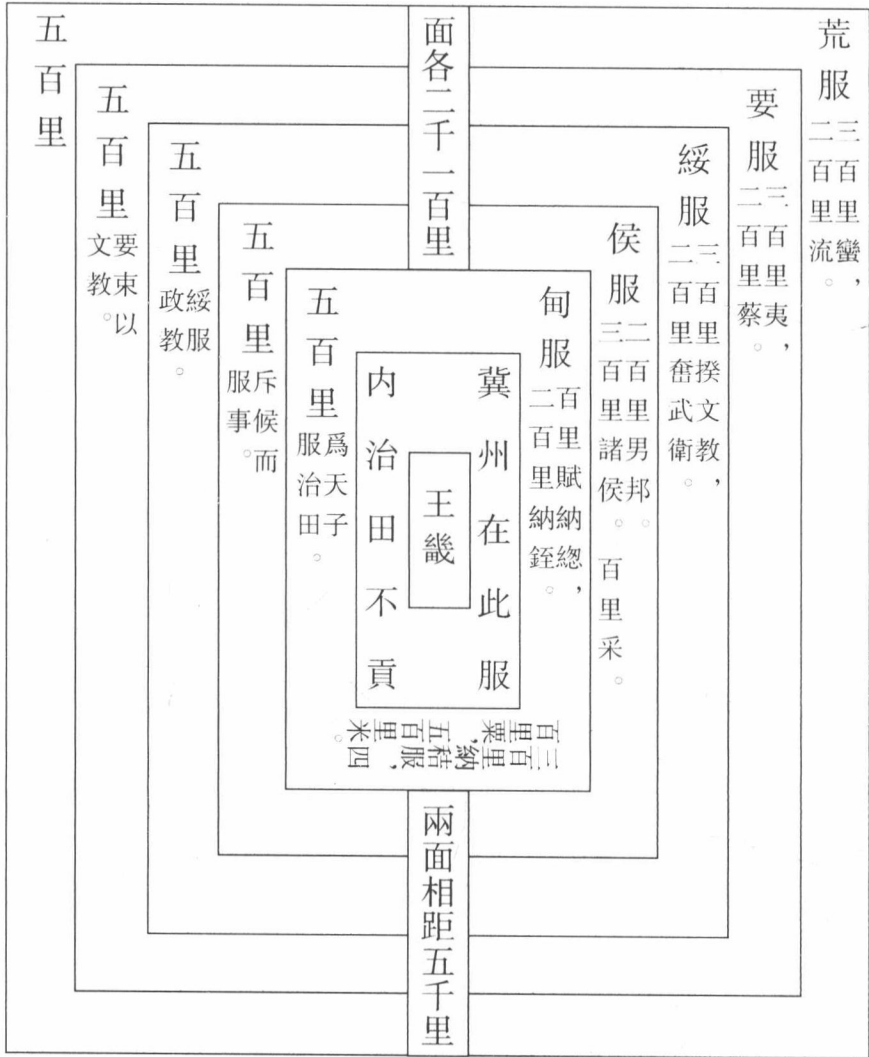 荒服
三百里蠻，
二百里流。
要服
三百里夷，
二百里蔡。
綏服
三百里揆文教，
二百里奮武衛。
侯服
二百里男邦。
三百里諸侯。
百里采。
甸服
百里賦納緫，
二百里納銍。
冀州在此服
面各二千一百里
王畿
三百里納秸服，四
百里粟，五百里米。
兩面相距五千里
内治田不貢
五百里
爲天子
服治田。
五百里
斥候而
服事。
五百里
綏服
政教。
五百里
要束以
文教。
五百里